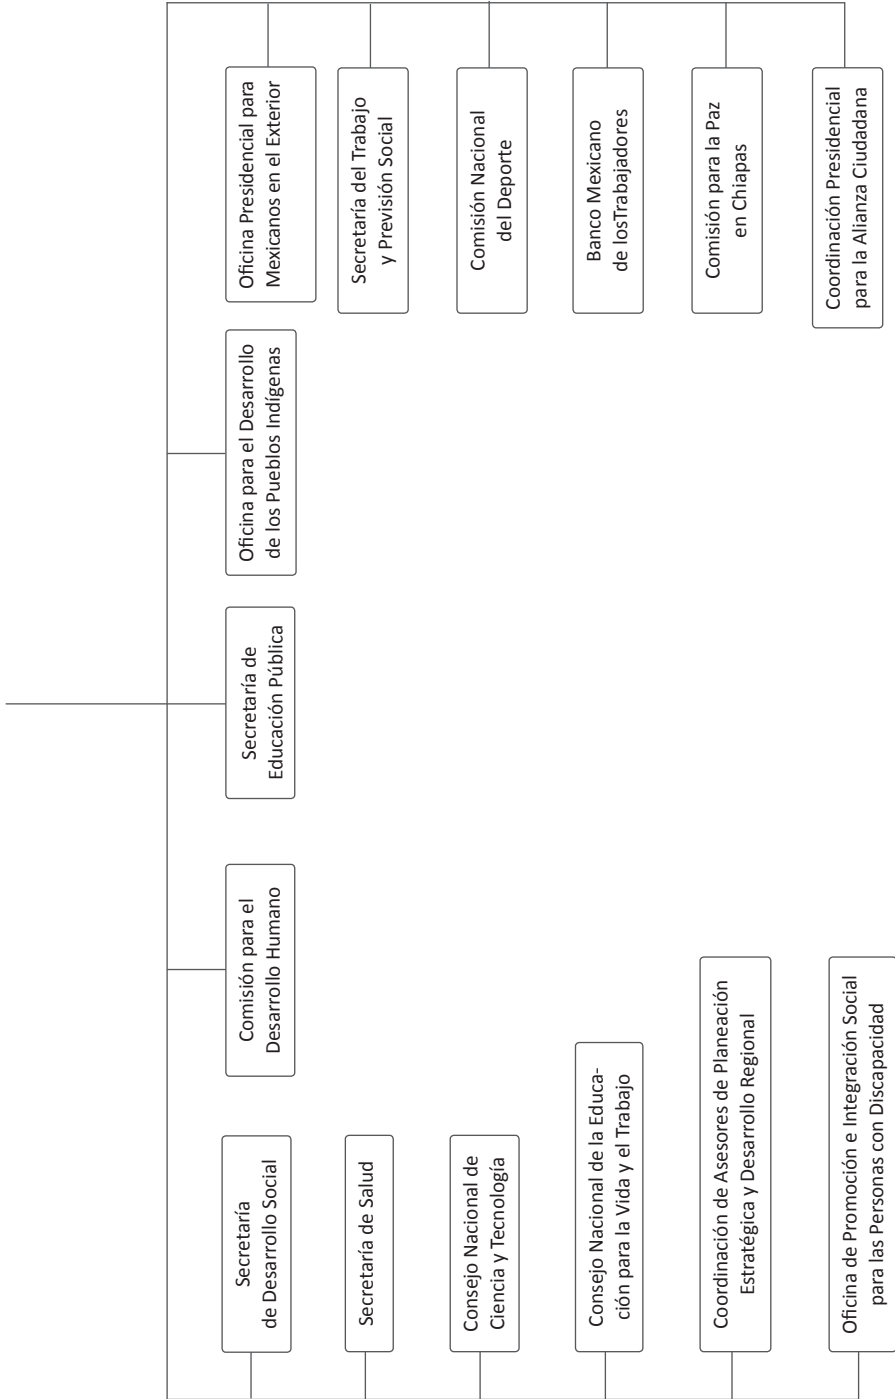 Secretaría
de Desarrollo Social
Secretaría de Salud
Consejo Nacional de
Ciencia y Tecnología
Consejo Nacional de la Educa-
ción para la Vida y el Trabajo
Coordinación de Asesores de Planeación
Estratégica y Desarrollo Regional
Oficina de Promoción e Integración Social
para las Personas con Discapacidad
Comisión para el
Desarrollo Humano
Secretaría de
Educación Pública
Oficina para el Desarrollo
de los Pueblos Indígenas
Oficina Presidencial para
Mexicanos en el Exterior
Secretaría del Trabajo
y Previsión Social
Comisión Nacional
del Deporte
Banco Mexicano
de losTrabajadores
Comisión para la Paz
en Chiapas
Coordinación Presidencial
para la Alianza Ciudadana